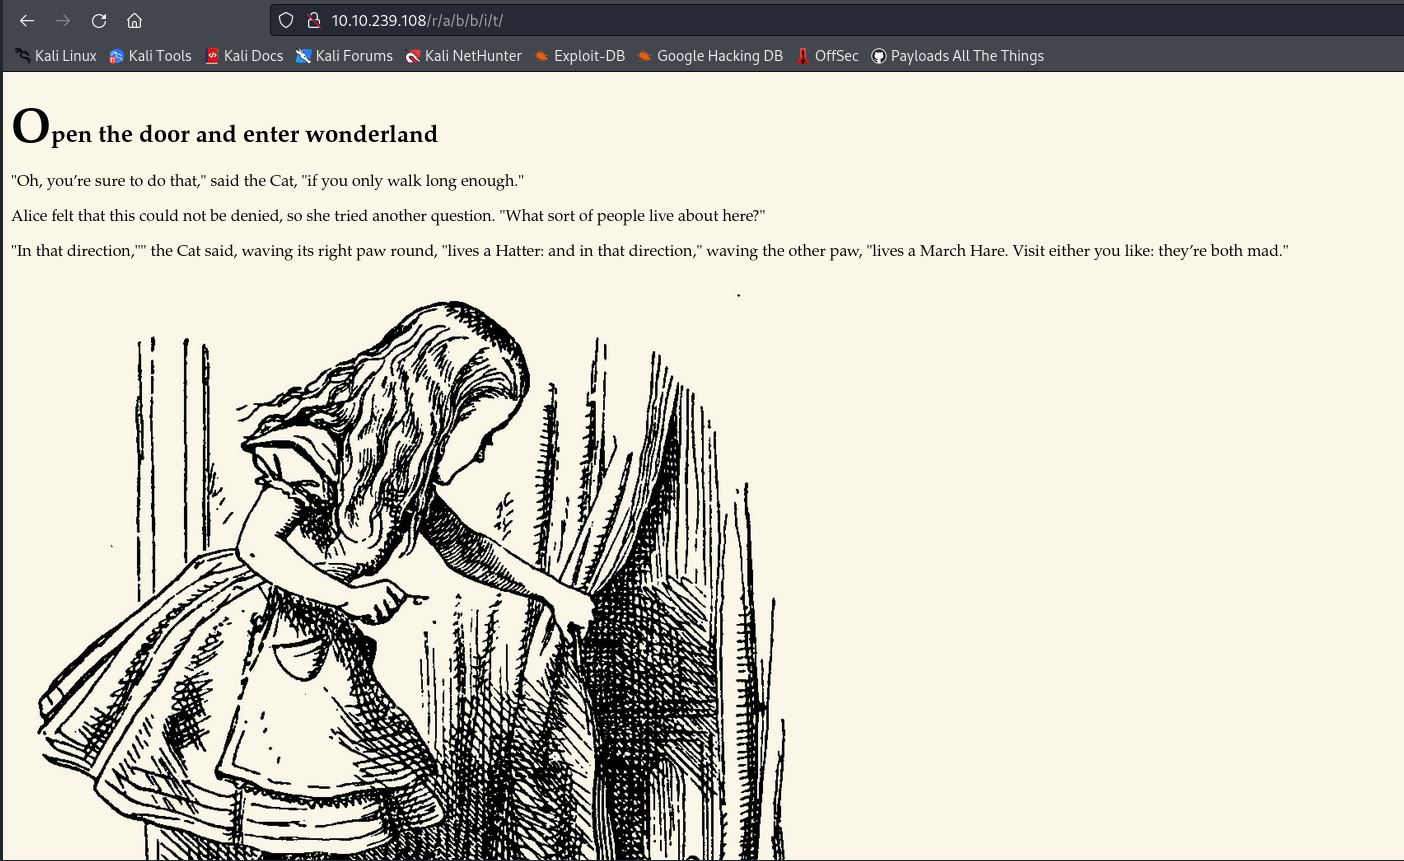 10.10.239.108/r/a/b/b/i/t/
Kali Linux Kali Tools Kali Docs Kali Forums Kali NetHunter Exploit-DB Google Hacking DB OffSec Payloads All The Things
Open the door and enter wonderland
"Oh, you’re sure to do that," said the Cat, "if you only walk long enough."
Alice felt that this could not be denied, so she tried another question. "What sort of people live about here?"
"In that direction,"" the Cat said, waving its right paw round, "lives a Hatter: and in that direction," waving the other paw, "lives a March Hare. Visit either you like: they’re both mad."